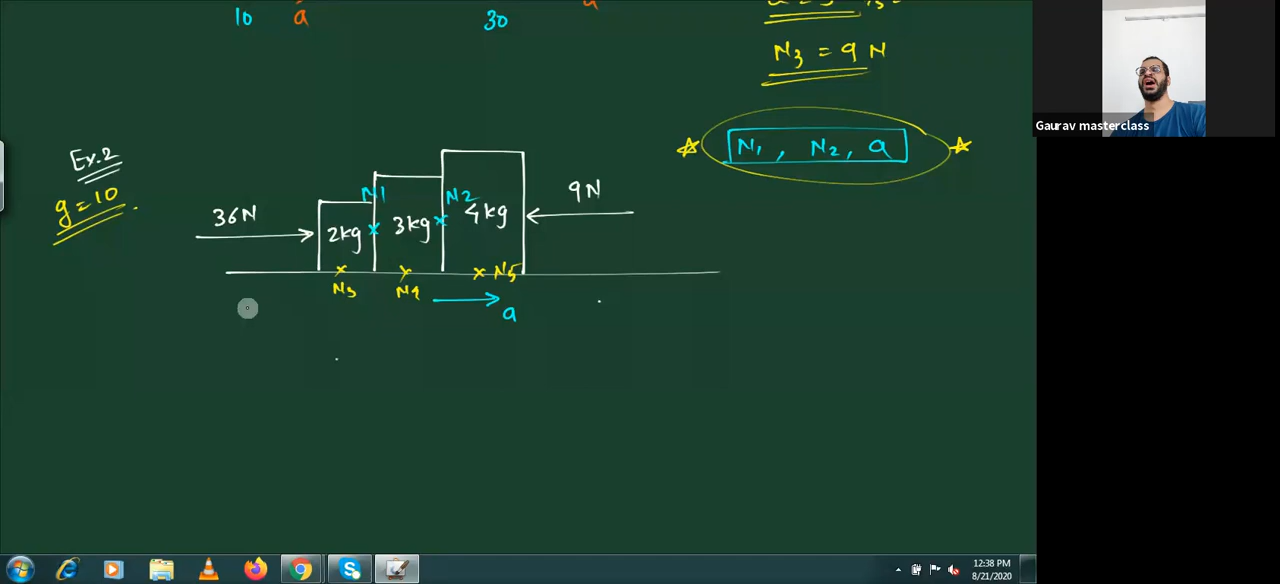 10 a 30 a
N3 = 9 N
Gaurav masterclass
Ex.2
g=10
N1, N2, a
36N
N1
N2
9N
2kg
3kg
4kg
N3
N4
N5
a
12:38 PM
8/21/2020